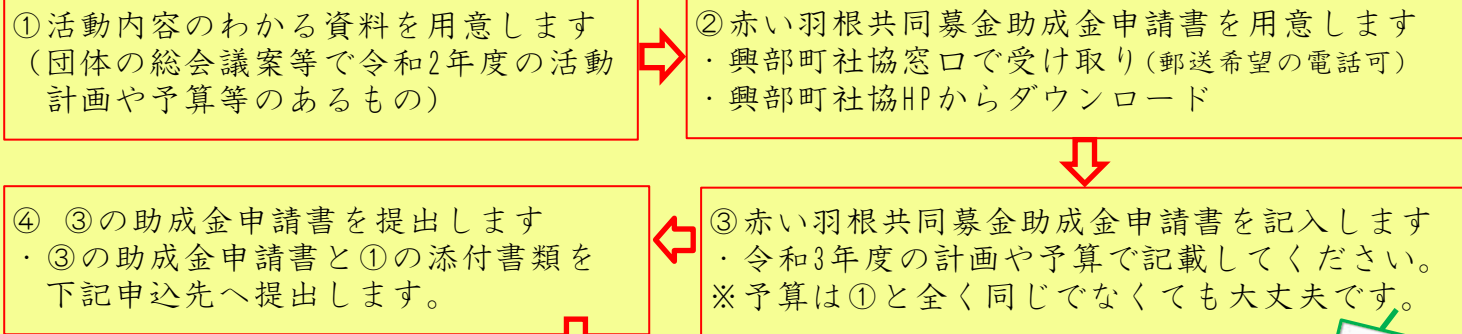 ①活動内容のわかる資料を用意します
(団体の総会議案等で令和2年度の活動
計画や予算等のあるもの)
②赤い羽根共同募金助成金申請書を用意します
・興部町社協窓口で受け取り(郵送希望の電話可)
・興部町社協HPからダウンロード
③赤い羽根共同募金助成金申請書を記入します
・令和3年度の計画や予算で記載してください。
※予算は①と全く同じでなくても大丈夫です。
④ ③の助成金申請書を提出します
・③の助成金申請書と①の添付書類を
下記申込先へ提出します。